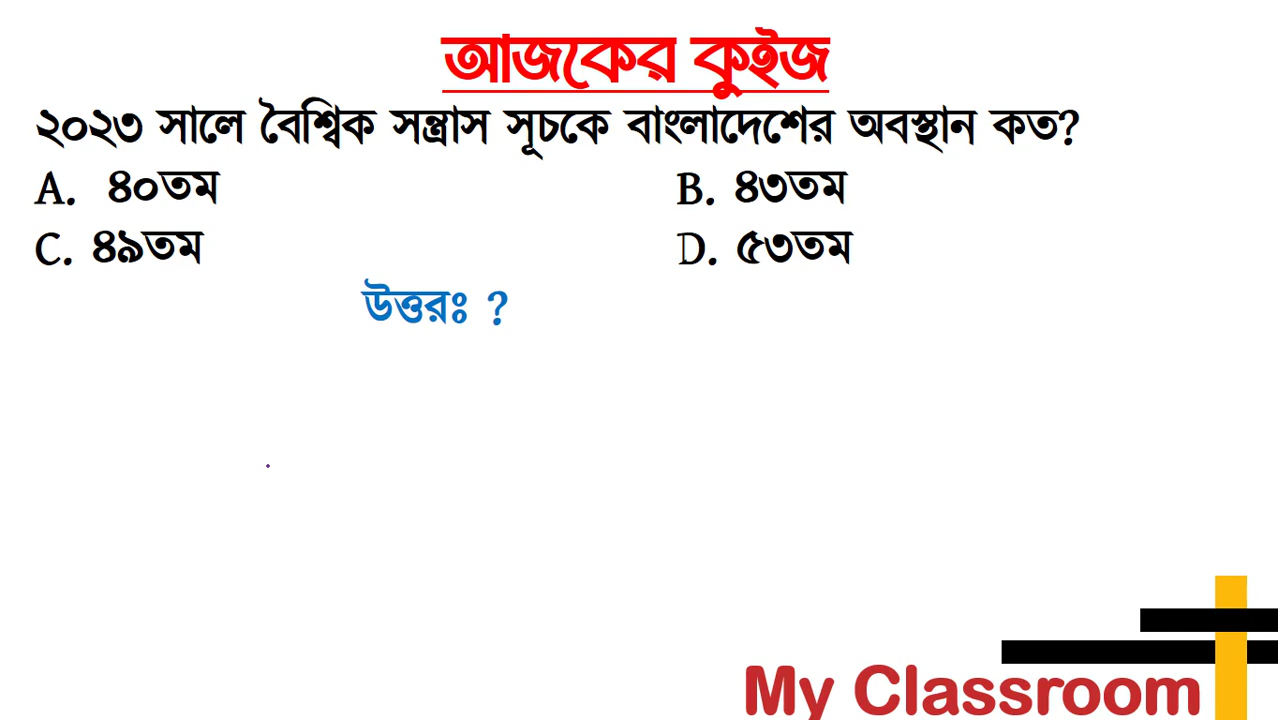 আজকের কুইজ
২০২৩ সালে বৈশ্বিক সন্ত্রাস সূচকে বাংলাদেশের অবস্থান কত?
A. ৪০তম B. ৪৩তম
C. ৪৯তম D. ৫৩তম
উত্তরঃ ?
My Classroom